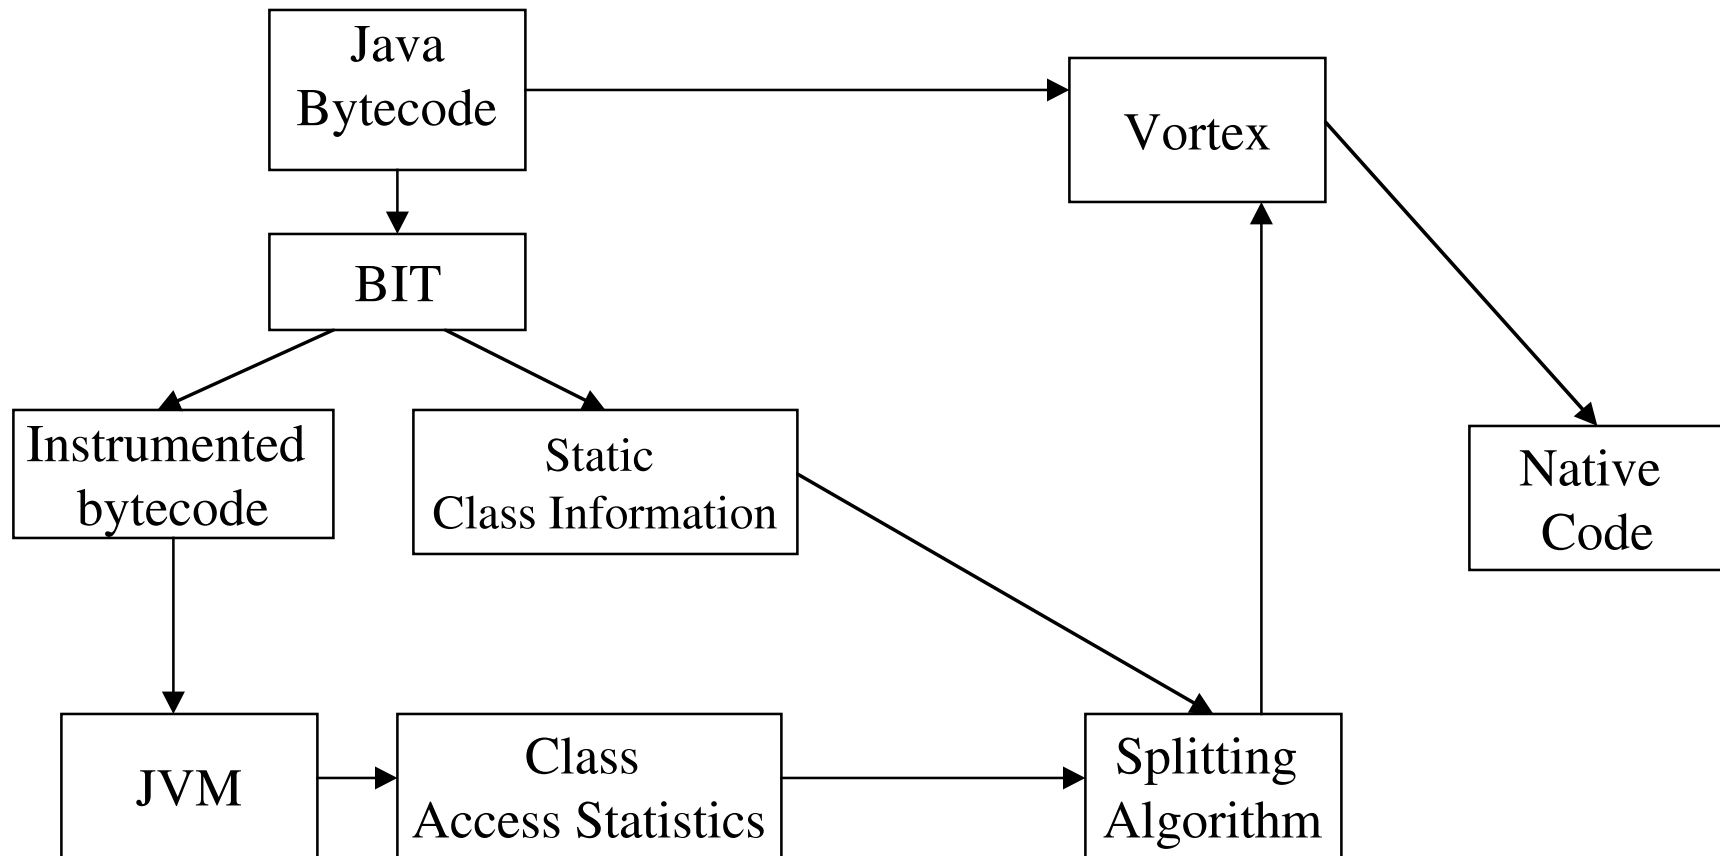 Java
Bytecode
Vortex
BIT
Instrumented
bytecode
Static
Class Information
Native
Code
JVM
Class
Access Statistics
Splitting
Algorithm